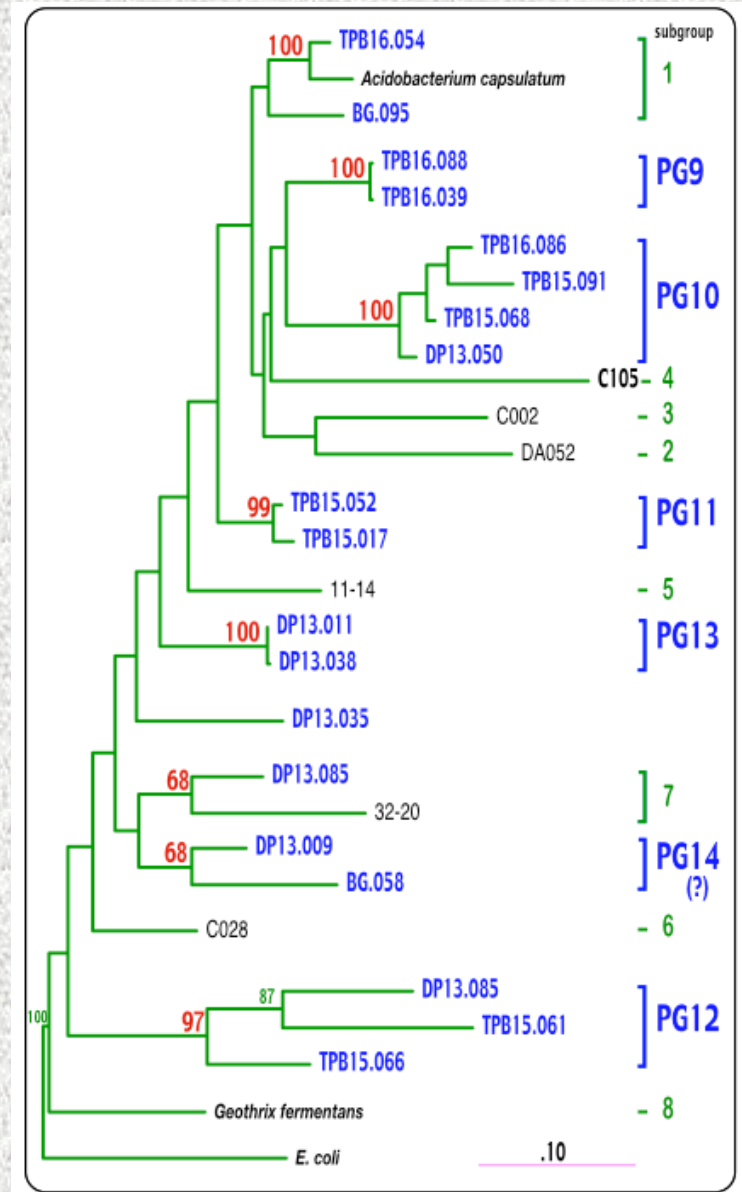 subgroup
100 TPB16.054
Acidobacterium capsulatum 1
BG.095
100 TPB16.088 PG9
TPB16.039
TPB16.086
TPB15.091 PG10
100 TPB15.068
DP13.050
C105 4
C002 3
DA052 2
99 TPB15.052 PG11
TPB15.017
11-14 5
100 DP13.011 PG13
DP13.038
DP13.035
68 DP13.085 7
32-20
68 DP13.009 PG14
BG.058 (?)
C028 6
87 DP13.085
100 97 TPB15.061 PG12
TPB15.066
Geothrix fermentans 8
E. coli .10